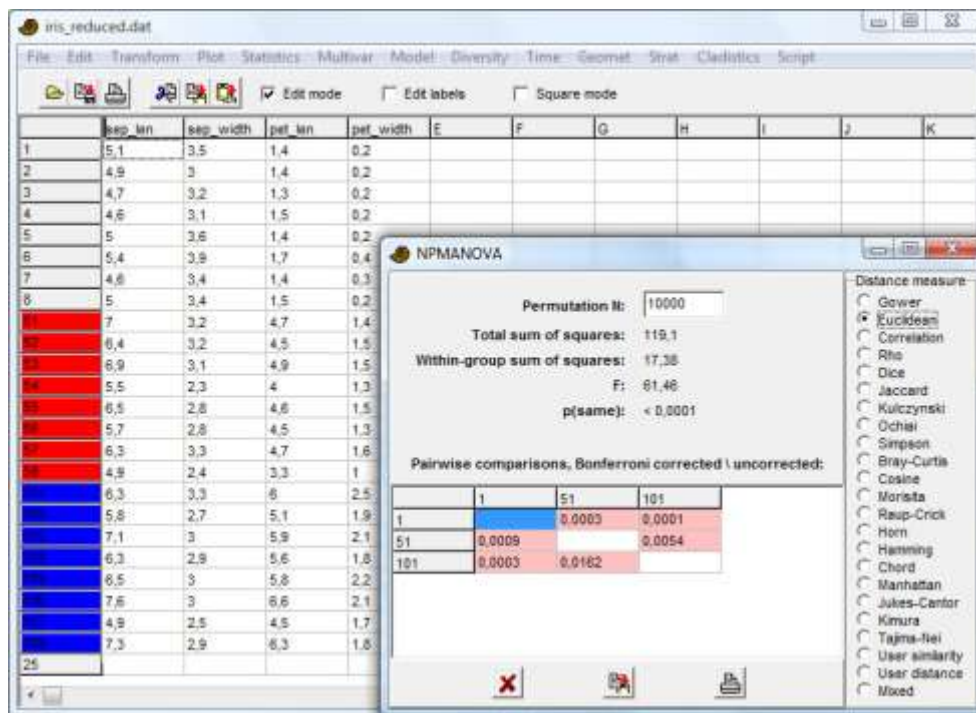 iris_reduced.dat
File Edit Transform Plot Statistics Multivar Model Diversity Time Geomet Strat Cladistics Script
Edit mode Edit labels Square mode
sep_len sep_width pet_len pet_width E F G H I J K
1 5,1 3,5 1,4 0,2
2 4,9 3 1,4 0,2
3 4,7 3,2 1,3 0,2
4 4,6 3,1 1,5 0,2
5 5 3,6 1,4 0,2
6 5,4 3,9 1,7 0,4
7 4,6 3,4 1,4 0,3
8 5 3,4 1,5 0,2
7 3,2 4,7 1,4
6,4 3,2 4,5 1,5
6,9 3,1 4,9 1,5
5,5 2,3 4 1,3
6,5 2,8 4,6 1,5
5,7 2,8 4,5 1,3
6,3 3,3 4,7 1,6
4,9 2,4 3,3 1
6,3 3,3 6 2,5
5,8 2,7 5,1 1,9
7,1 3 5,9 2,1
6,3 2,9 5,6 1,8
6,5 3 5,8 2,2
7,6 3 6,6 2,1
4,9 2,5 4,5 1,7
7,3 2,9 6,3 1,8
25
NPMANOVA
Permutation N: 10000
Total sum of squares: 119,1
Within-group sum of squares: 17,38
F: 61,46
p(same): < 0,0001
Pairwise comparisons, Bonferroni corrected \ uncorrected:
1 51 101
1 0,0003 0,0001
51 0,0009 0,0054
101 0,0003 0,0162
Distance measure
Gower
Euclidean
Correlation
Rho
Dice
Jaccard
Kulczynski
Ochiai
Simpson
Bray-Curtis
Cosine
Morisita
Raup-Crick
Horn
Hamming
Chord
Manhattan
Jukes-Cantor
Kimura
Tajima-Nei
User similarity
User distance
Mixed